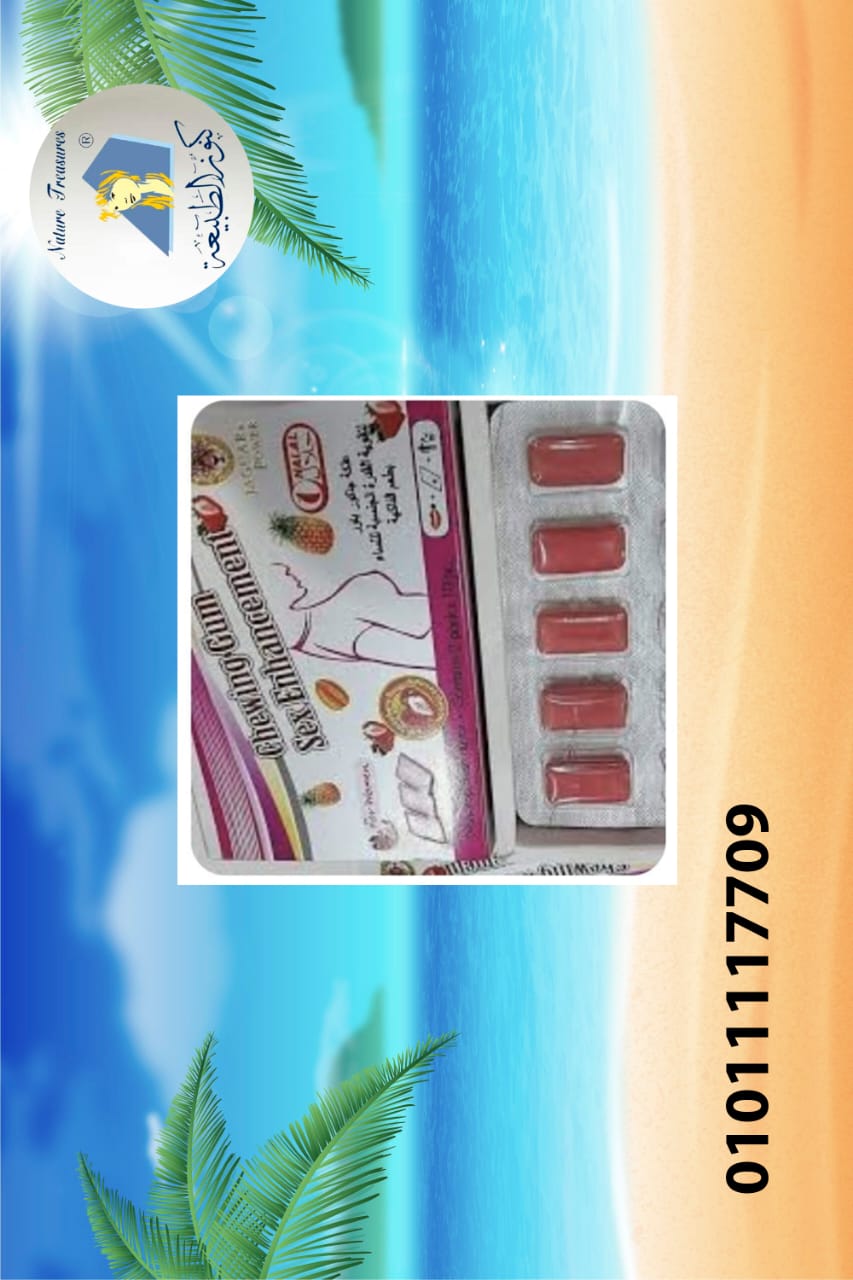 Nature Treasures
®
كنوز الطبيعة
Chewing Gum
Sex Enhancement
JAGUAR
POWER
HALAL
حلال
For Women
علكة جاكور باور
لتقوية القدرة الجنسية للنساء
بطعم الفاكهة
01011117709